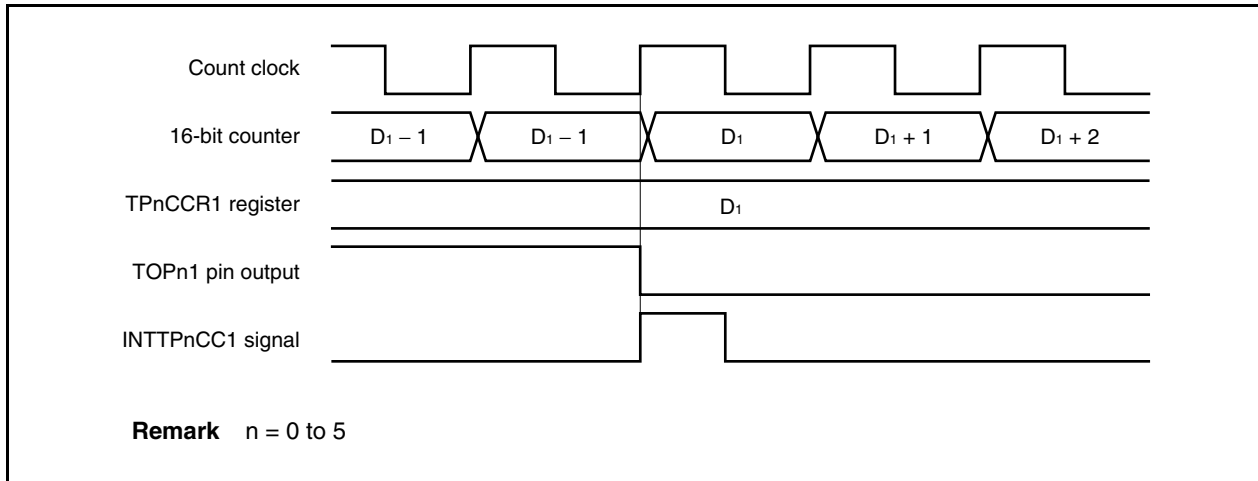 Count clock
16-bit counter D₁ − 1 D₁ − 1 D₁ D₁ + 1 D₁ + 2
TPnCCR1 register D₁
TOPn1 pin output
INTTPnCC1 signal
Remark n = 0 to 5